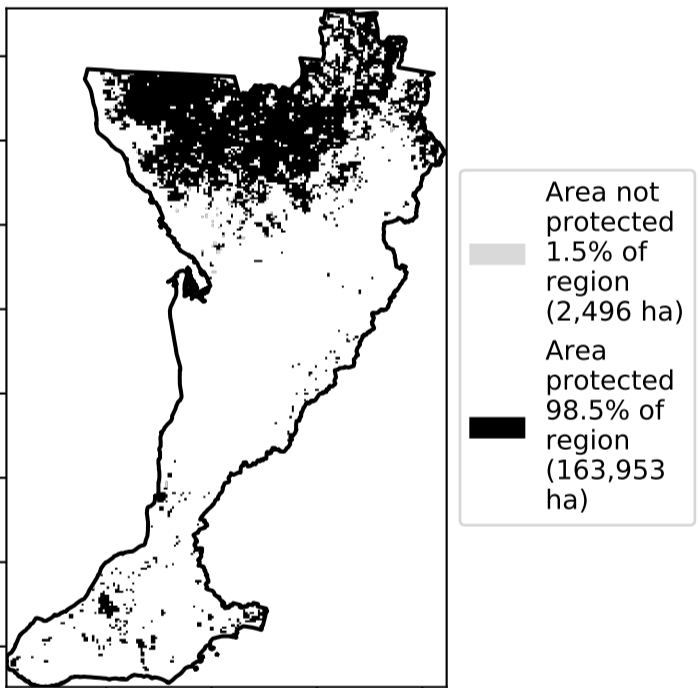 Area not
protected
1.5% of
region
(2,496 ha)
Area
protected
98.5% of
region
(163,953
ha)